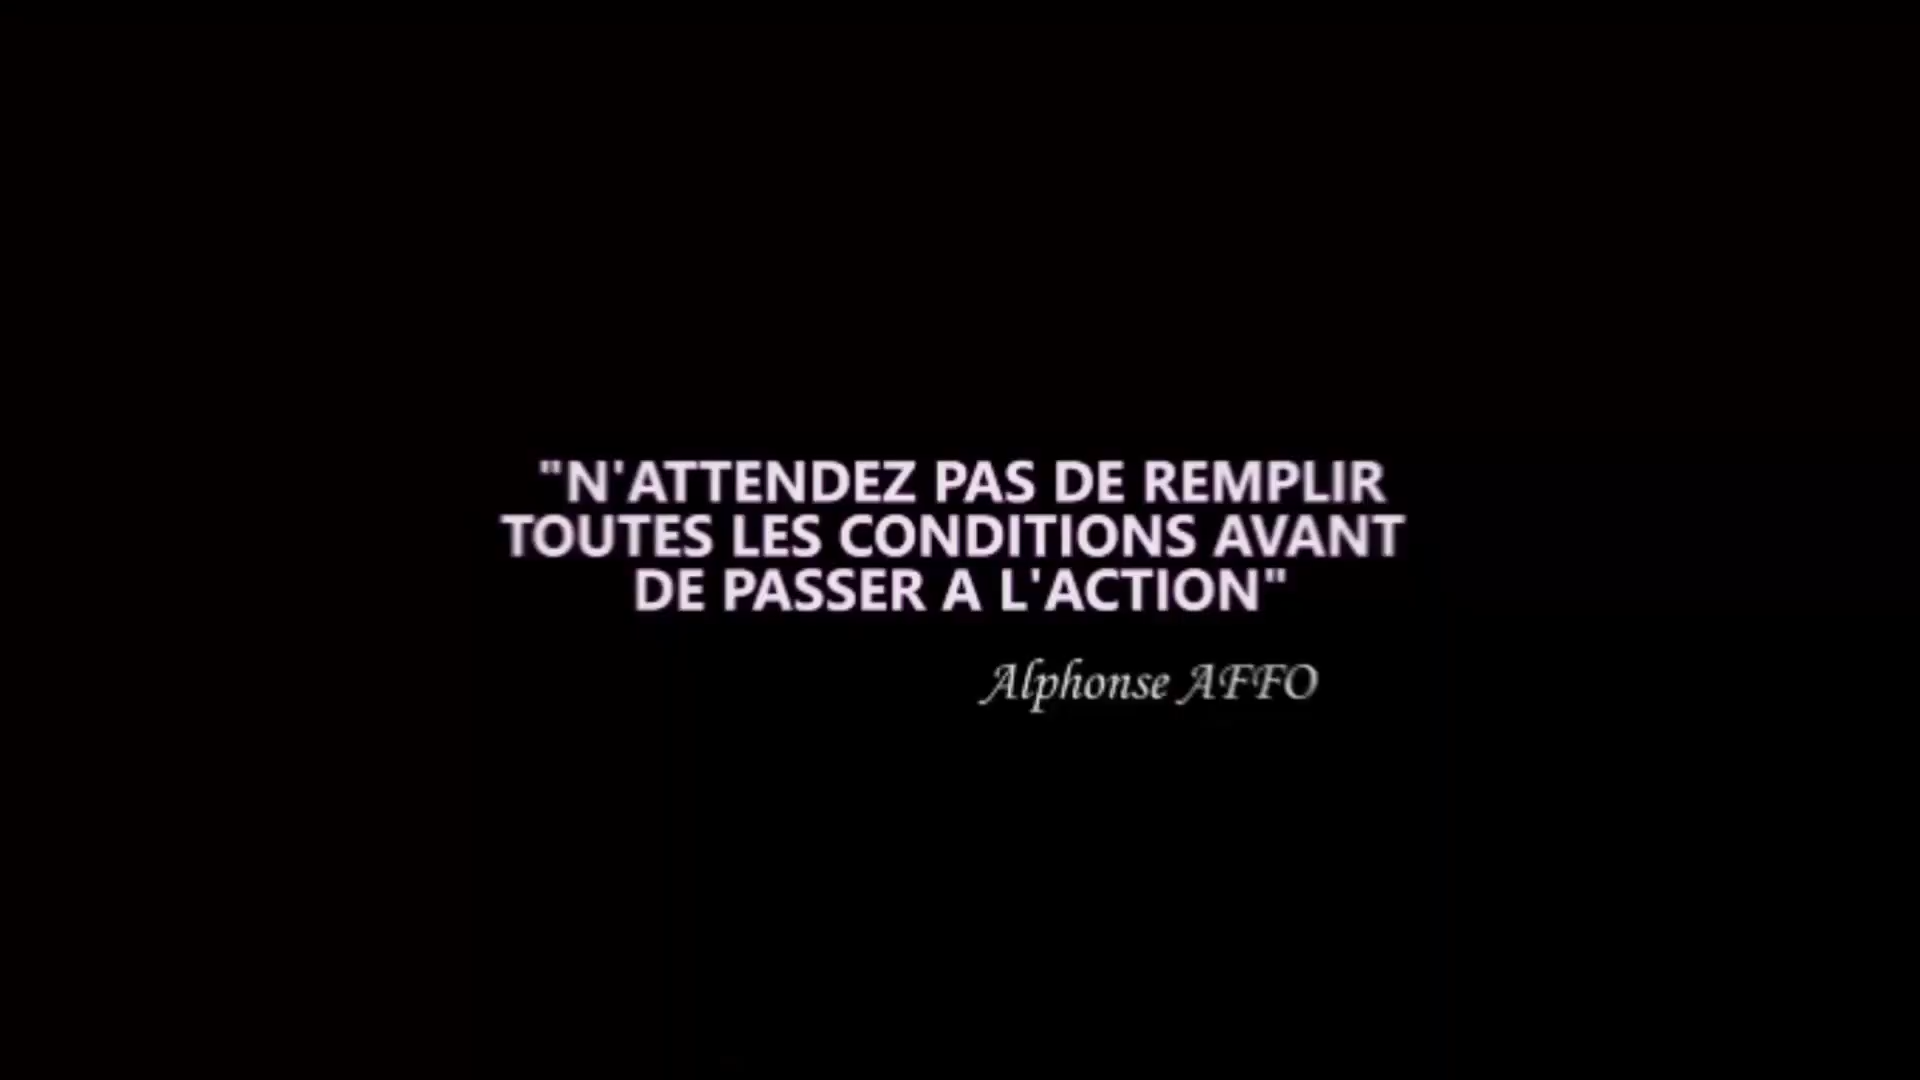 "N'ATTENDEZ PAS DE REMPLIR
TOUTES LES CONDITIONS AVANT
DE PASSER A L'ACTION"
Alphonse AFFO